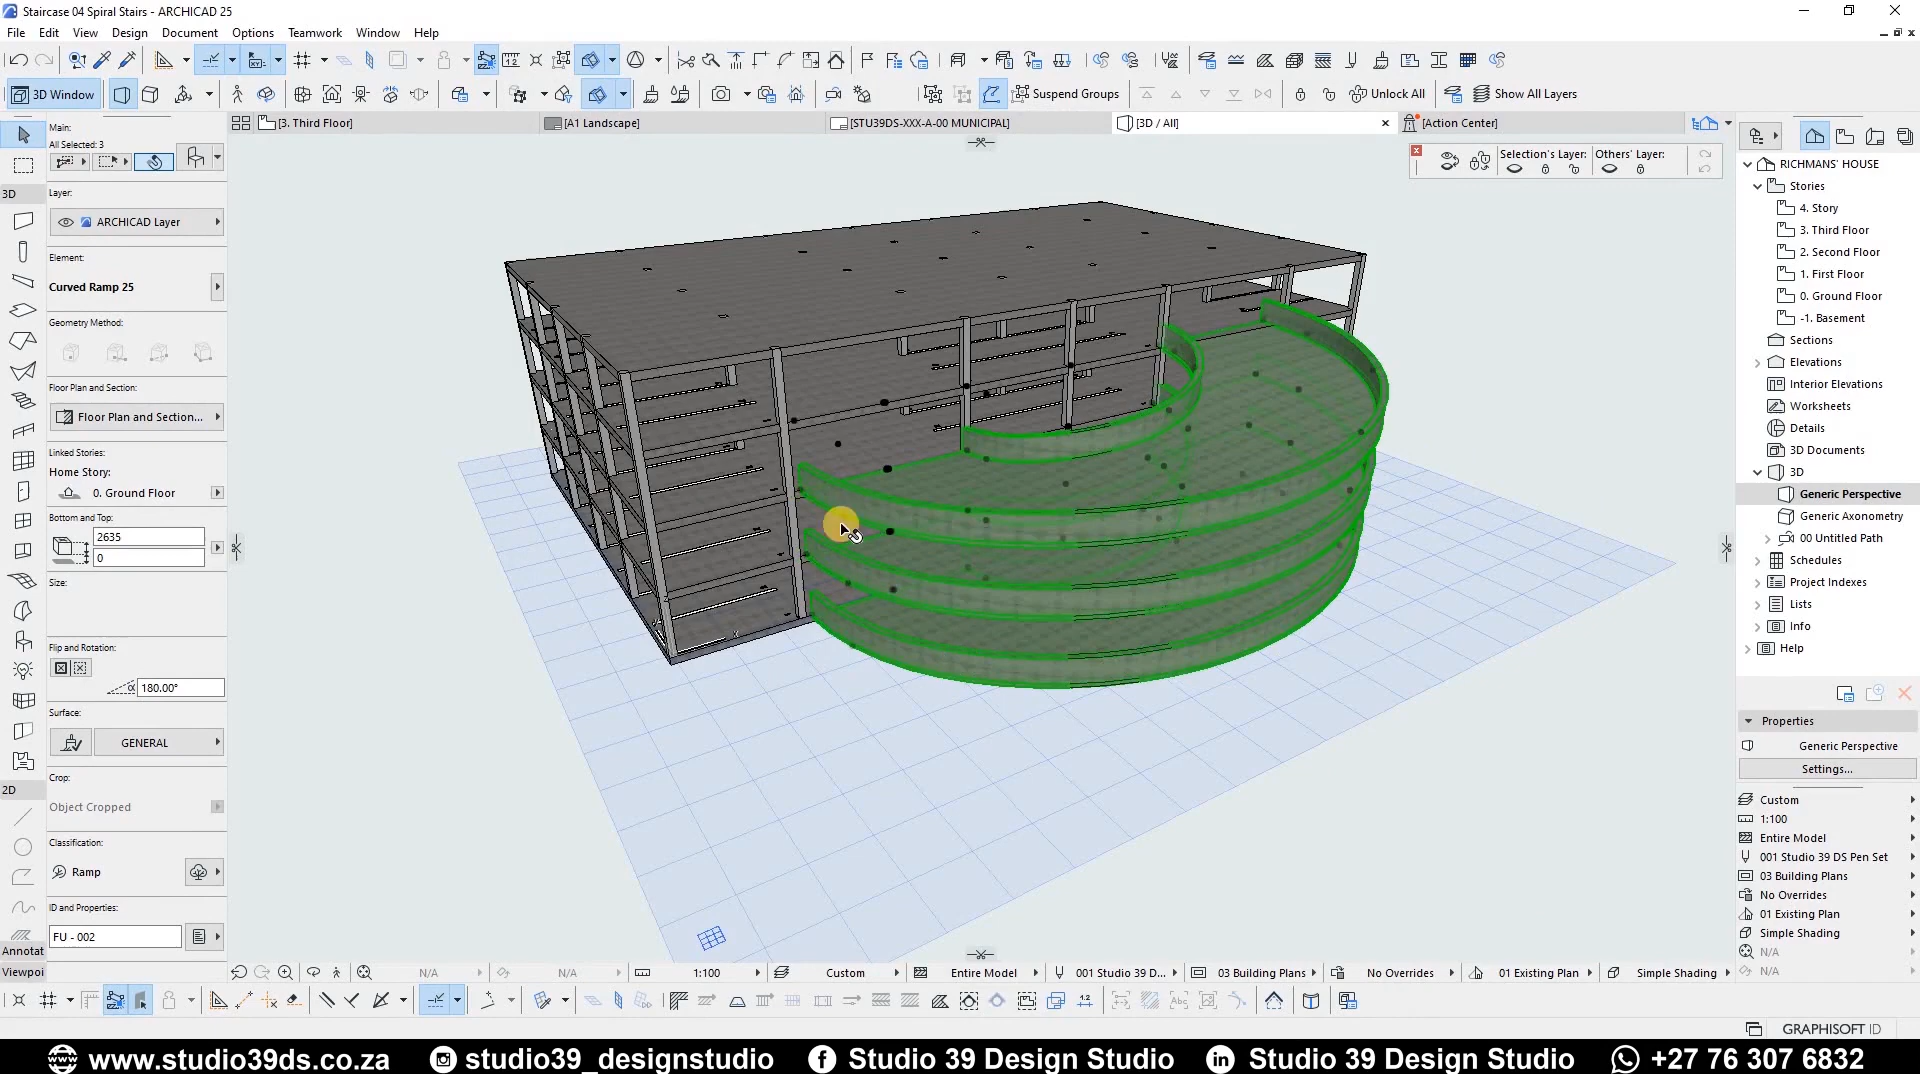 Staircase 04 Spiral Stairs - ARCHICAD 25
File Edit View Design Document Options Teamwork Window Help
3D Window
Suspend Groups
Unlock All
Show All Layers
[3. Third Floor]
[A1 Landscape]
[STU39DS-XXX-A-00 MUNICIPAL]
[3D / All]
[Action Center]
Main:
All Selected: 3
3D
Layer:
ARCHICAD Layer
Element:
Curved Ramp 25
Geometry Method:
Floor Plan and Section:
Floor Plan and Section...
Linked Stories:
Home Story:
0. Ground Floor
Bottom and Top:
2635
0
Size:
Flip and Rotation:
α 180.00°
Surface:
GENERAL
2D
Crop:
Object Cropped
Classification:
Ramp
ID and Properties:
FU - 002
Annotat
Viewpoi
Selection's Layer:
Others' Layer:
RICHMANS' HOUSE
Stories
4. Story
3. Third Floor
2. Second Floor
1. First Floor
0. Ground Floor
-1. Basement
Sections
Elevations
Interior Elevations
Worksheets
Details
3D Documents
3D
Generic Perspective
Generic Axonometry
00 Untitled Path
Schedules
Project Indexes
Lists
Info
Help
Properties
Generic Perspective
Settings...
Custom
1:100
Entire Model
001 Studio 39 DS Pen Set
03 Building Plans
No Overrides
01 Existing Plan
Simple Shading
N/A
N/A
N/A N/A 1:100 Custom Entire Model 001 Studio 39 D... 03 Building Plans No Overrides 01 Existing Plan Simple Shading
GRAPHISOFT ID
www.studio39ds.co.za studio39_designstudio Studio 39 Design Studio Studio 39 Design Studio +27 76 307 6832